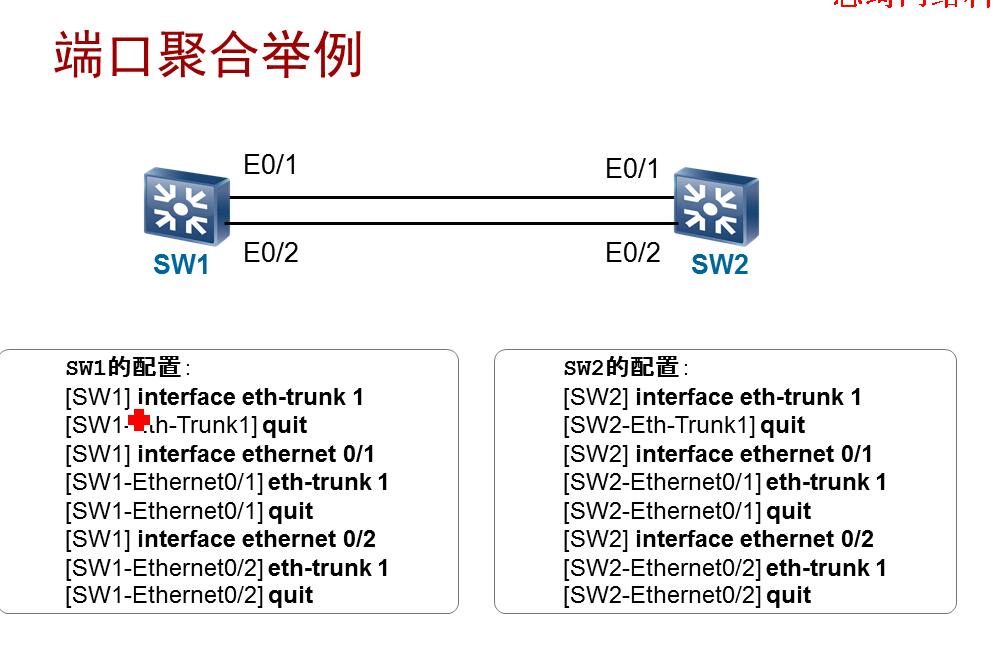 端口聚合举例
E0/1
E0/1
E0/2
E0/2
SW1
SW2
SW1的配置:
[SW1] interface eth-trunk 1
[SW1- th-Trunk1] quit
[SW1] interface ethernet 0/1
[SW1-Ethernet0/1] eth-trunk 1
[SW1-Ethernet0/1] quit
[SW1] interface ethernet 0/2
[SW1-Ethernet0/2] eth-trunk 1
[SW1-Ethernet0/2] quit
SW2的配置:
[SW2] interface eth-trunk 1
[SW2-Eth-Trunk1] quit
[SW2] interface ethernet 0/1
[SW2-Ethernet0/1] eth-trunk 1
[SW2-Ethernet0/1] quit
[SW2] interface ethernet 0/2
[SW2-Ethernet0/2] eth-trunk 1
[SW2-Ethernet0/2] quit